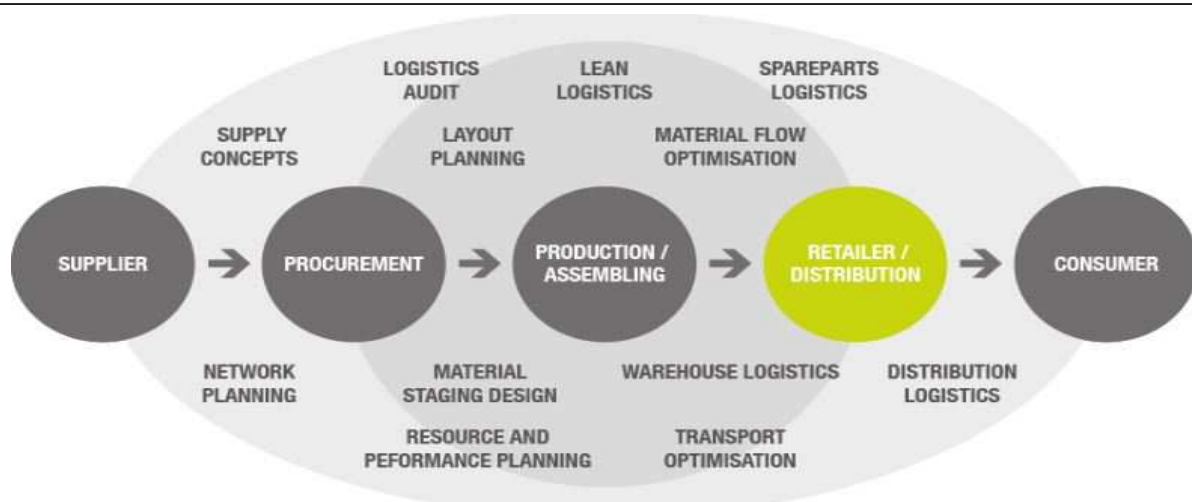 LOGISTICS
AUDIT
LEAN
LOGISTICS
SPAREPARTS
LOGISTICS
SUPPLY
CONCEPTS
LAYOUT
PLANNING
MATERIAL FLOW
OPTIMISATION
SUPPLIER
PROCUREMENT
PRODUCTION /
ASSEMBLING
RETAILER /
DISTRIBUTION
CONSUMER
NETWORK
PLANNING
MATERIAL
STAGING DESIGN
WAREHOUSE LOGISTICS
DISTRIBUTION
LOGISTICS
RESOURCE AND
PEFORMANCE PLANNING
TRANSPORT
OPTIMISATION